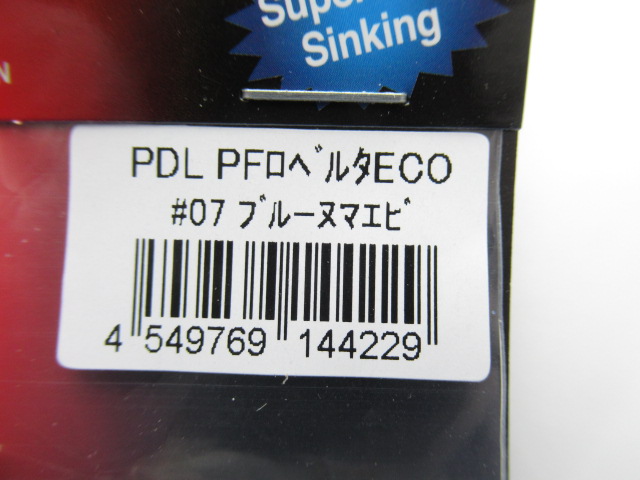 Super
Sinking
N
PDL PFﾛﾍﾞﾙﾀECO
#07 ﾌﾞﾙｰﾇﾏｴﾋﾞ
4 549769 144229